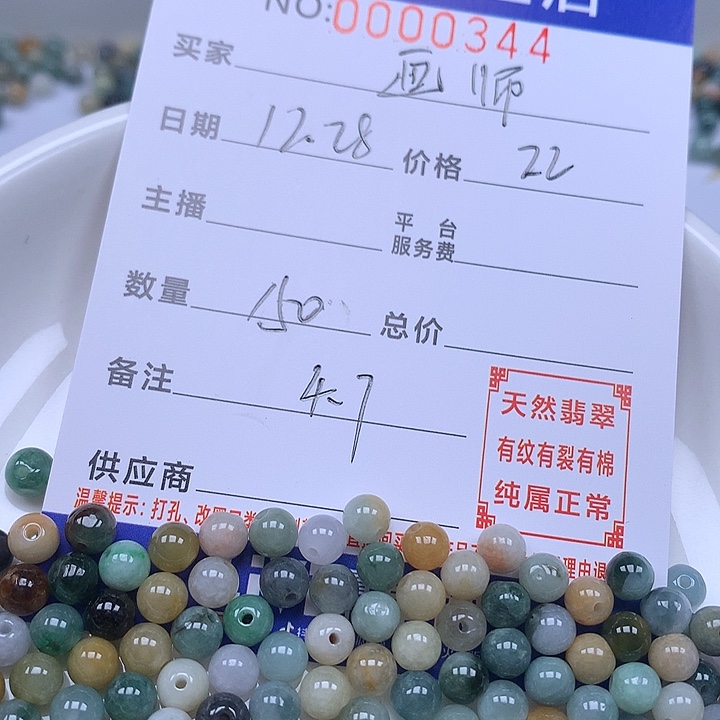 NO:0000344
买家 画师
日期 12.28 价格 22
主播 平台服务费
数量 150 总价
备注 4-7
供应商
天然翡翠
有纹有裂有棉
纯属正常
温馨提示:打孔、改